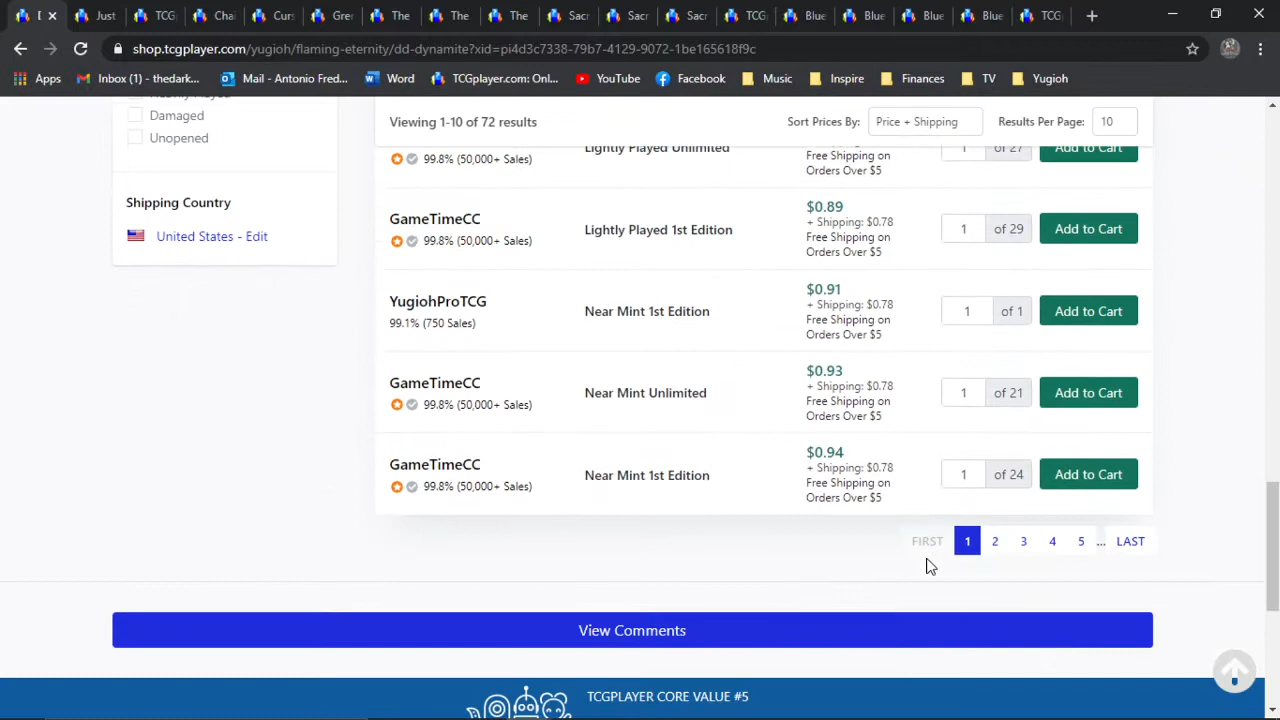 Just
TCG
Chai
Curs
Gre
The
The
The
Sacr
Sacr
Sacr
TCG
Blue
Blue
Blue
Blue
TCG
shop.tcgplayer.com/yugioh/flaming-eternity/dd-dynamite?xid=pi4d3c7338-79b7-4129-9072-1be165618f9c
Apps
Inbox (1) - thedark...
Mail - Antonio Fred...
Word
TCGplayer.com: Onl...
YouTube
Facebook
Music
Inspire
Finances
TV
Yugioh
Damaged
Unopened
Shipping Country
United States - Edit
Viewing 1-10 of 72 results
Sort Prices By: Price + Shipping
Results Per Page: 10
99.8% (50,000+ Sales)
Lightly Played Unlimited
+ Shipping: $0.78
Free Shipping on
Orders Over $5
1 of 27
Add to Cart
GameTimeCC
99.8% (50,000+ Sales)
Lightly Played 1st Edition
$0.89
+ Shipping: $0.78
Free Shipping on
Orders Over $5
1 of 29
Add to Cart
YugiohProTCG
99.1% (750 Sales)
Near Mint 1st Edition
$0.91
+ Shipping: $0.78
Free Shipping on
Orders Over $5
1 of 1
Add to Cart
GameTimeCC
99.8% (50,000+ Sales)
Near Mint Unlimited
$0.93
+ Shipping: $0.78
Free Shipping on
Orders Over $5
1 of 21
Add to Cart
GameTimeCC
99.8% (50,000+ Sales)
Near Mint 1st Edition
$0.94
+ Shipping: $0.78
Free Shipping on
Orders Over $5
1 of 24
Add to Cart
FIRST 1 2 3 4 5 ... LAST
View Comments
TCGPLAYER CORE VALUE #5